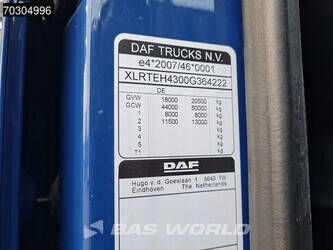 70304996
DAF TRUCKS N.V.
e4*2007/46*0001
XLRTEH4300G364222
DE
GVW 18000 20500 kg
GCW 44000 50000 kg
1 8000 8000 kg
2 11500 13000 kg
3 kg
4 kg
5 kg
T1 kg
DAF
Hugo v. d. Goeslaan 1 5643 TW
Eindhoven The Netherlands
BAS WORLD